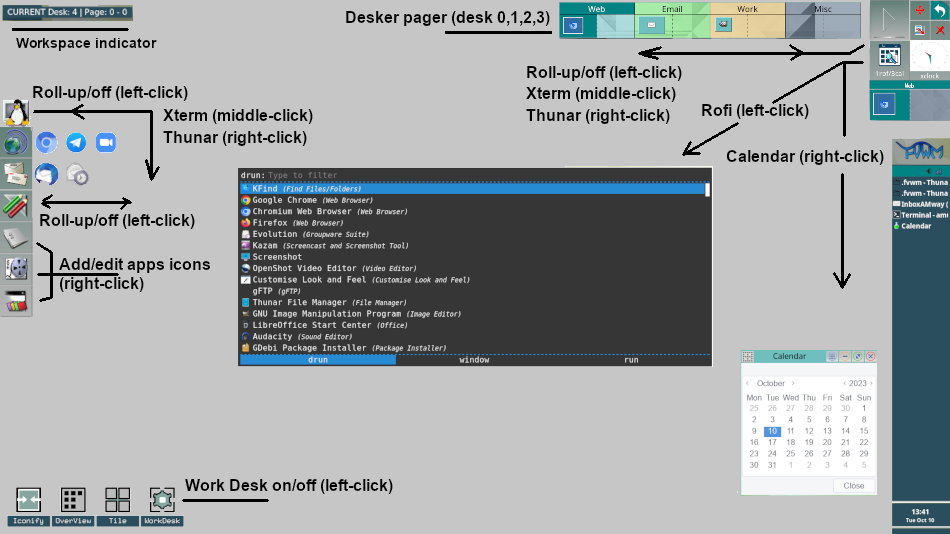 CURRENT Desk: 4 | Page: 0 - 0
Workspace indicator
Desker pager (desk 0,1,2,3)
Web
Email
Work
Misc
1rof/3cal
xclock
Web
Roll-up/off (left-click)
Xterm (middle-click)
Thunar (right-click)
Roll-up/off (left-click)
Xterm (middle-click)
Thunar (right-click)
Rofi (left-click)
Calendar (right-click)
FVWM
.fvwm - Thuna
.fvwm - Thuna
InboxAMway (
Terminal - am
Calendar
Roll-up/off (left-click)
Add/edit apps icons
(right-click)
drun: Type to filter
KFind (Find Files/Folders)
Google Chrome (Web Browser)
Chromium Web Browser (Web Browser)
Firefox (Web Browser)
Evolution (Groupware Suite)
Kazam (Screencast and Screenshot Tool)
Screenshot
OpenShot Video Editor (Video Editor)
Customise Look and Feel (Customise Look and Feel)
gFTP (gFTP)
Thunar File Manager (File Manager)
GNU Image Manipulation Program (Image Editor)
LibreOffice Start Center (Office)
Audacity (Sound Editor)
GDebi Package Installer (Package Installer)
drun window run
Calendar
‹ October › ‹ 2023 ›
Mon Tue Wed Thu Fri Sat Sun
25 26 27 28 29 30 1
2 3 4 5 6 7 8
9 10 11 12 13 14 15
16 17 18 19 20 21 22
23 24 25 26 27 28 29
30 31 1 2 3 4 5
Close
Work Desk on/off (left-click)
Iconify
OverView
Tile
WorkDesk
13:41
Tue Oct 10